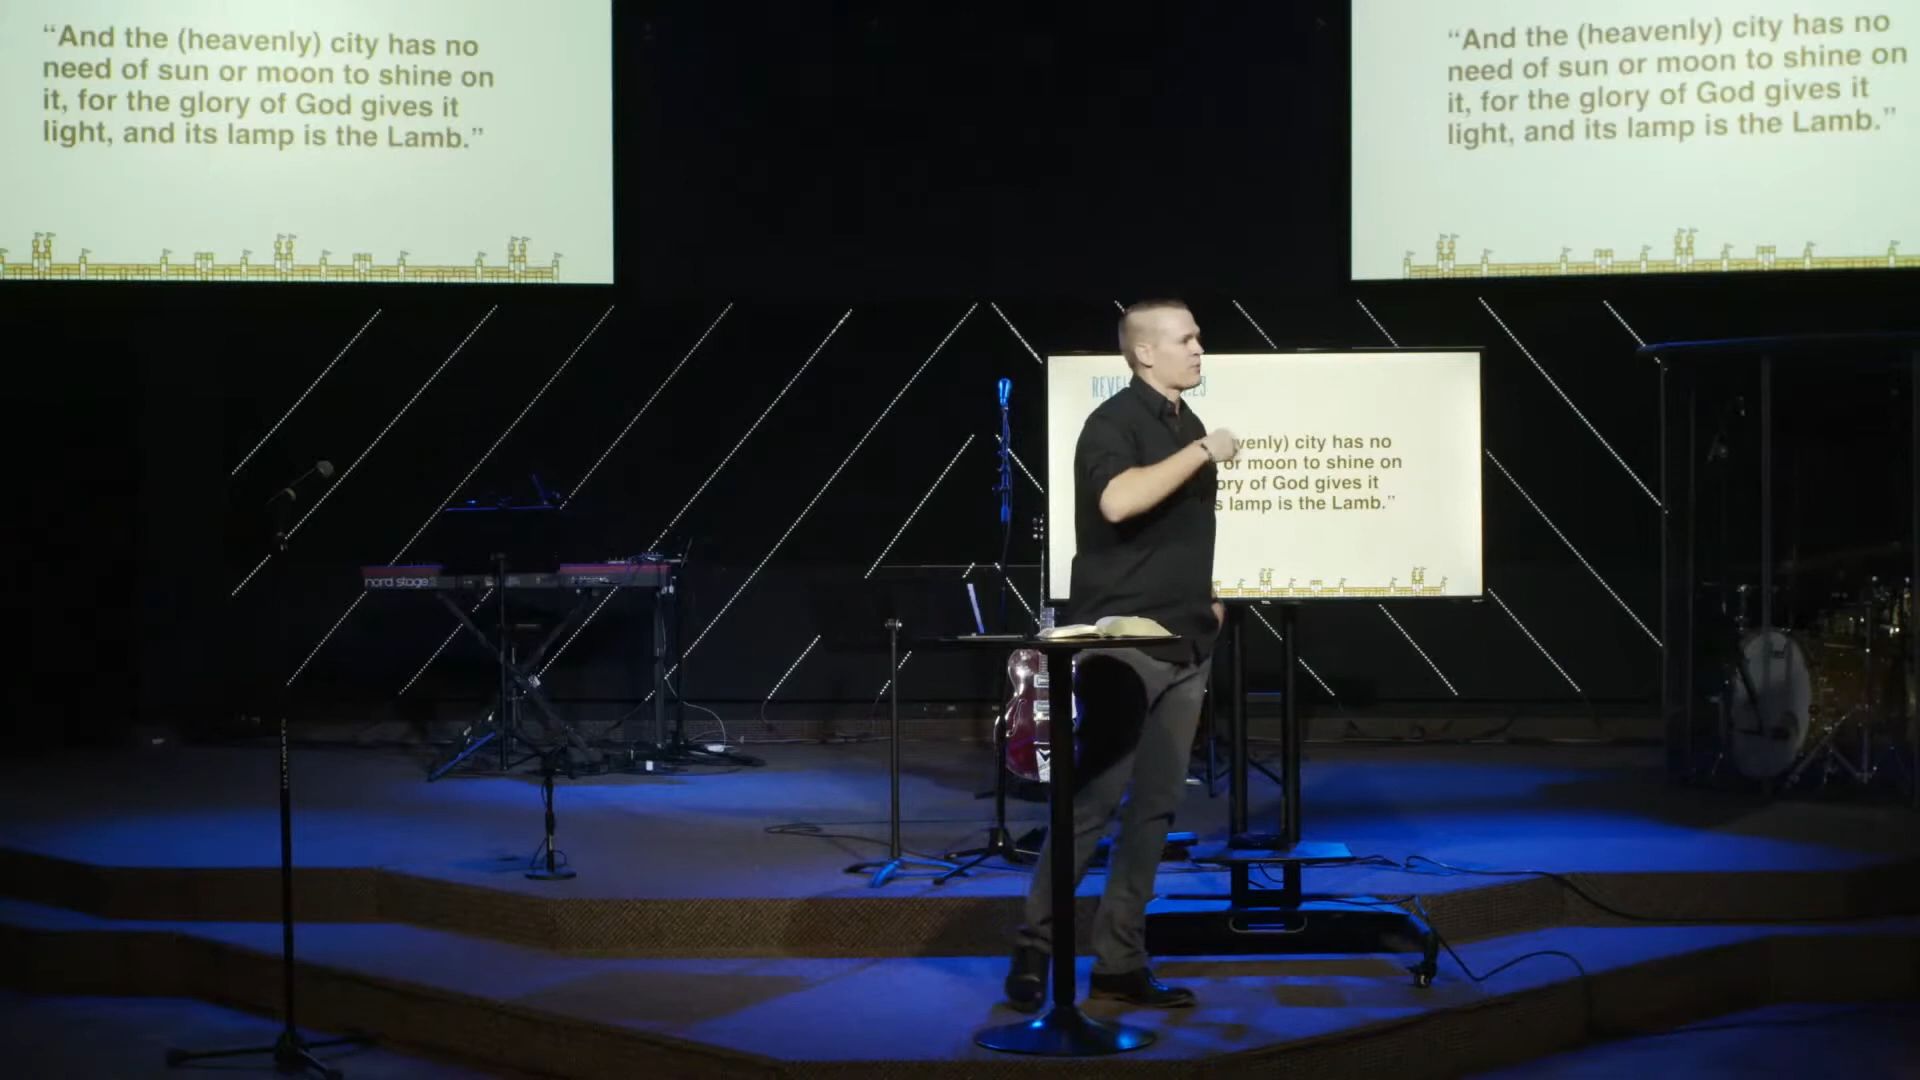 “And the (heavenly) city has no
need of sun or moon to shine on
it, for the glory of God gives it
light, and its lamp is the Lamb.”
“And the (heavenly) city has no
need of sun or moon to shine on
it, for the glory of God gives it
light, and its lamp is the Lamb.”
city has no
or moon to shine on
of God gives it
lamp is the Lamb.”
nord stage